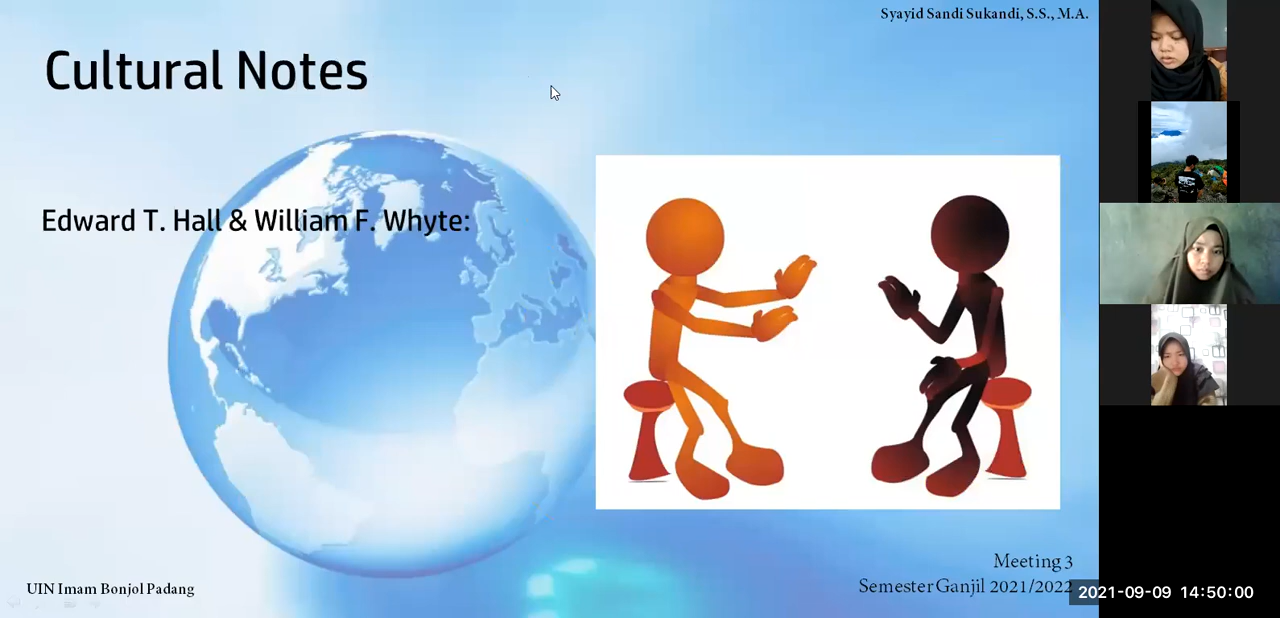 Syayid Sandi Sukandi, S.S., M.A.
Cultural Notes
Edward T. Hall & William F. Whyte:
Meeting 3
Semester Ganjil 2021/2022
UIN Imam Bonjol Padang
2021-09-09 14:50:00